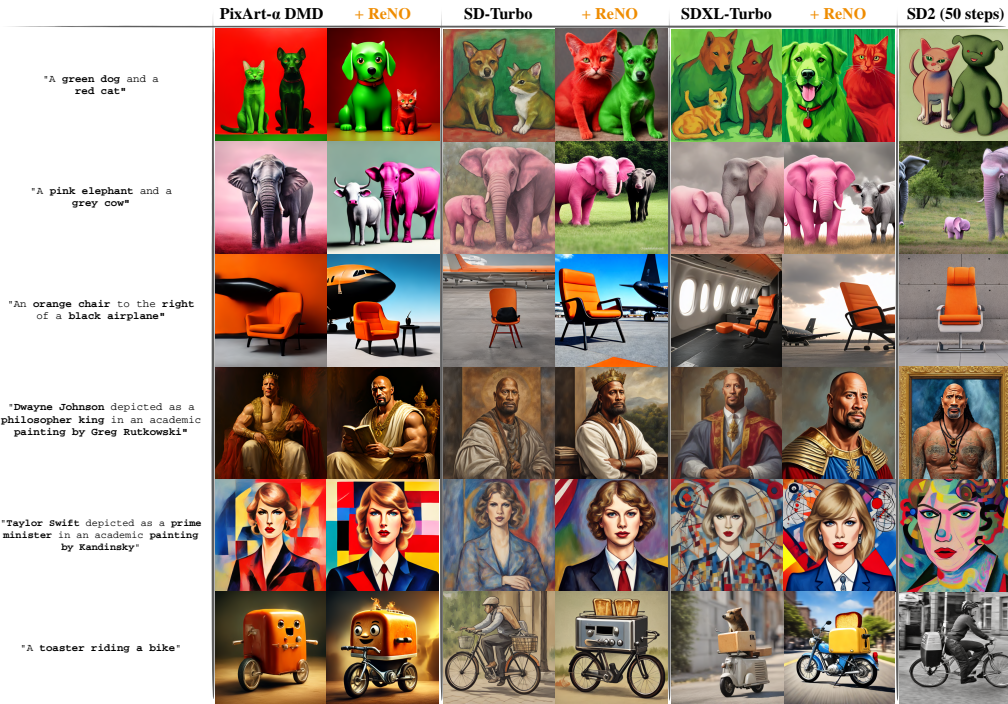 PixArt-α DMD + ReNO SD-Turbo + ReNO SDXL-Turbo + ReNO SD2 (50 steps)
"A green dog and a
red cat"
"A pink elephant and a
grey cow"
"An orange chair to the right
of a black airplane"
"Dwayne Johnson depicted as a
philosopher king in an academic
painting by Greg Rutkowski"
"Taylor Swift depicted as a prime
minister in an academic painting
by Kandinsky"
"A toaster riding a bike"